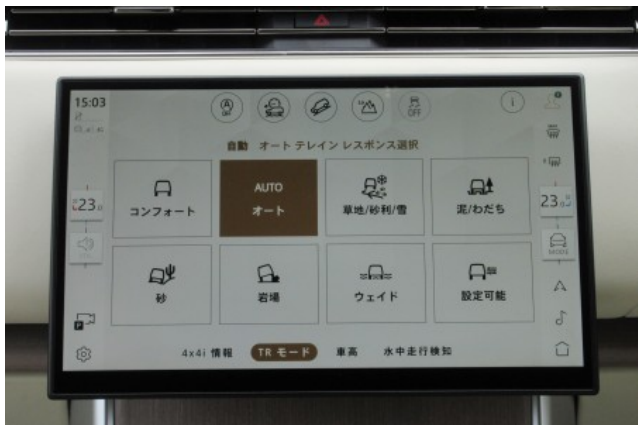 15:03
OFF
i
自動 オート テレイン レスポンス選択
コンフォート
AUTO
オート
草地/砂利/雪
泥/わだち
23
23
MODE
砂
岩場
ウェイド
設定可能
P
4x4i 情報 TR モード 車高 水中走行検知